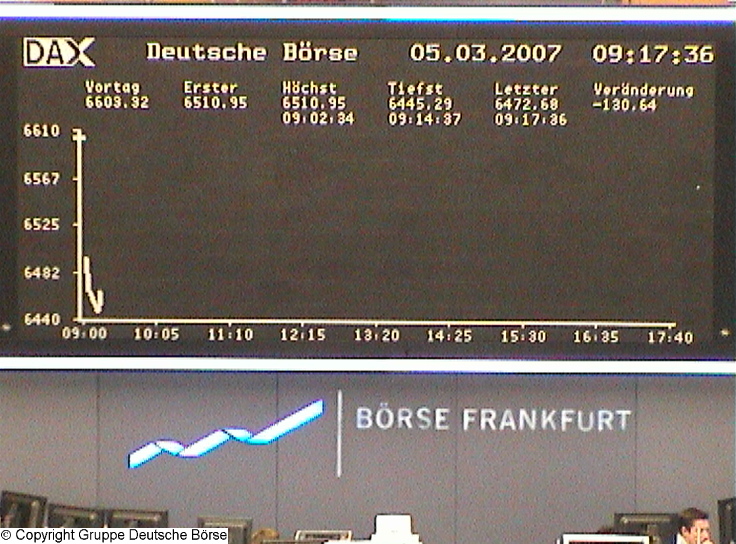 DAX Deutsche Börse 05.03.2007 09:17:36
Vortag Erster Höchst Tiefst Letzter Veränderung
6603.32 6510.95 6510.95 6445.29 6472.68 -130.64
09:02:34 09:14:37 09:17:36
6610
6567
6525
6482
6440
09:00 10:05 11:10 12:15 13:20 14:25 15:30 16:35 17:40
BÖRSE FRANKFURT
© Copyright Gruppe Deutsche Börse